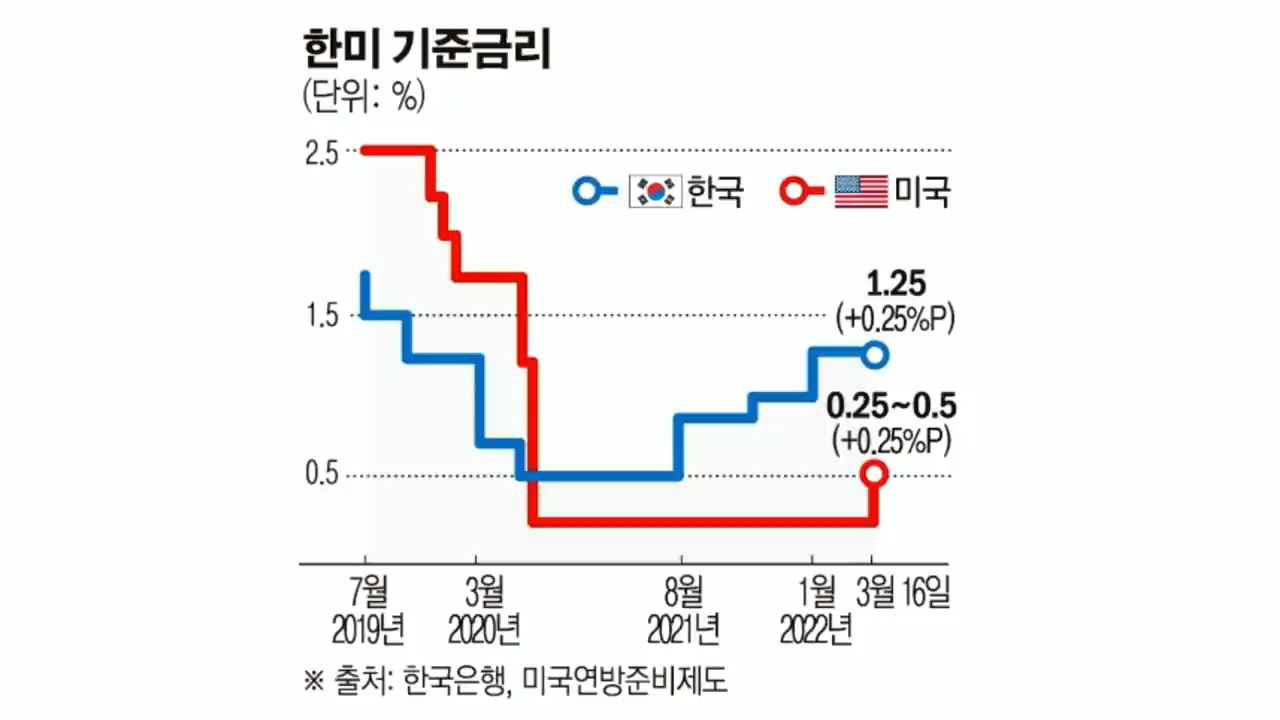 한미 기준금리
(단위: %)
2.5
한국
미국
1.25
(+0.25%P)
1.5
0.25~0.5
(+0.25%P)
0.5
7월
2019년
3월
2020년
8월
2021년
1월
2022년
3월 16일
※ 출처: 한국은행, 미국연방준비제도